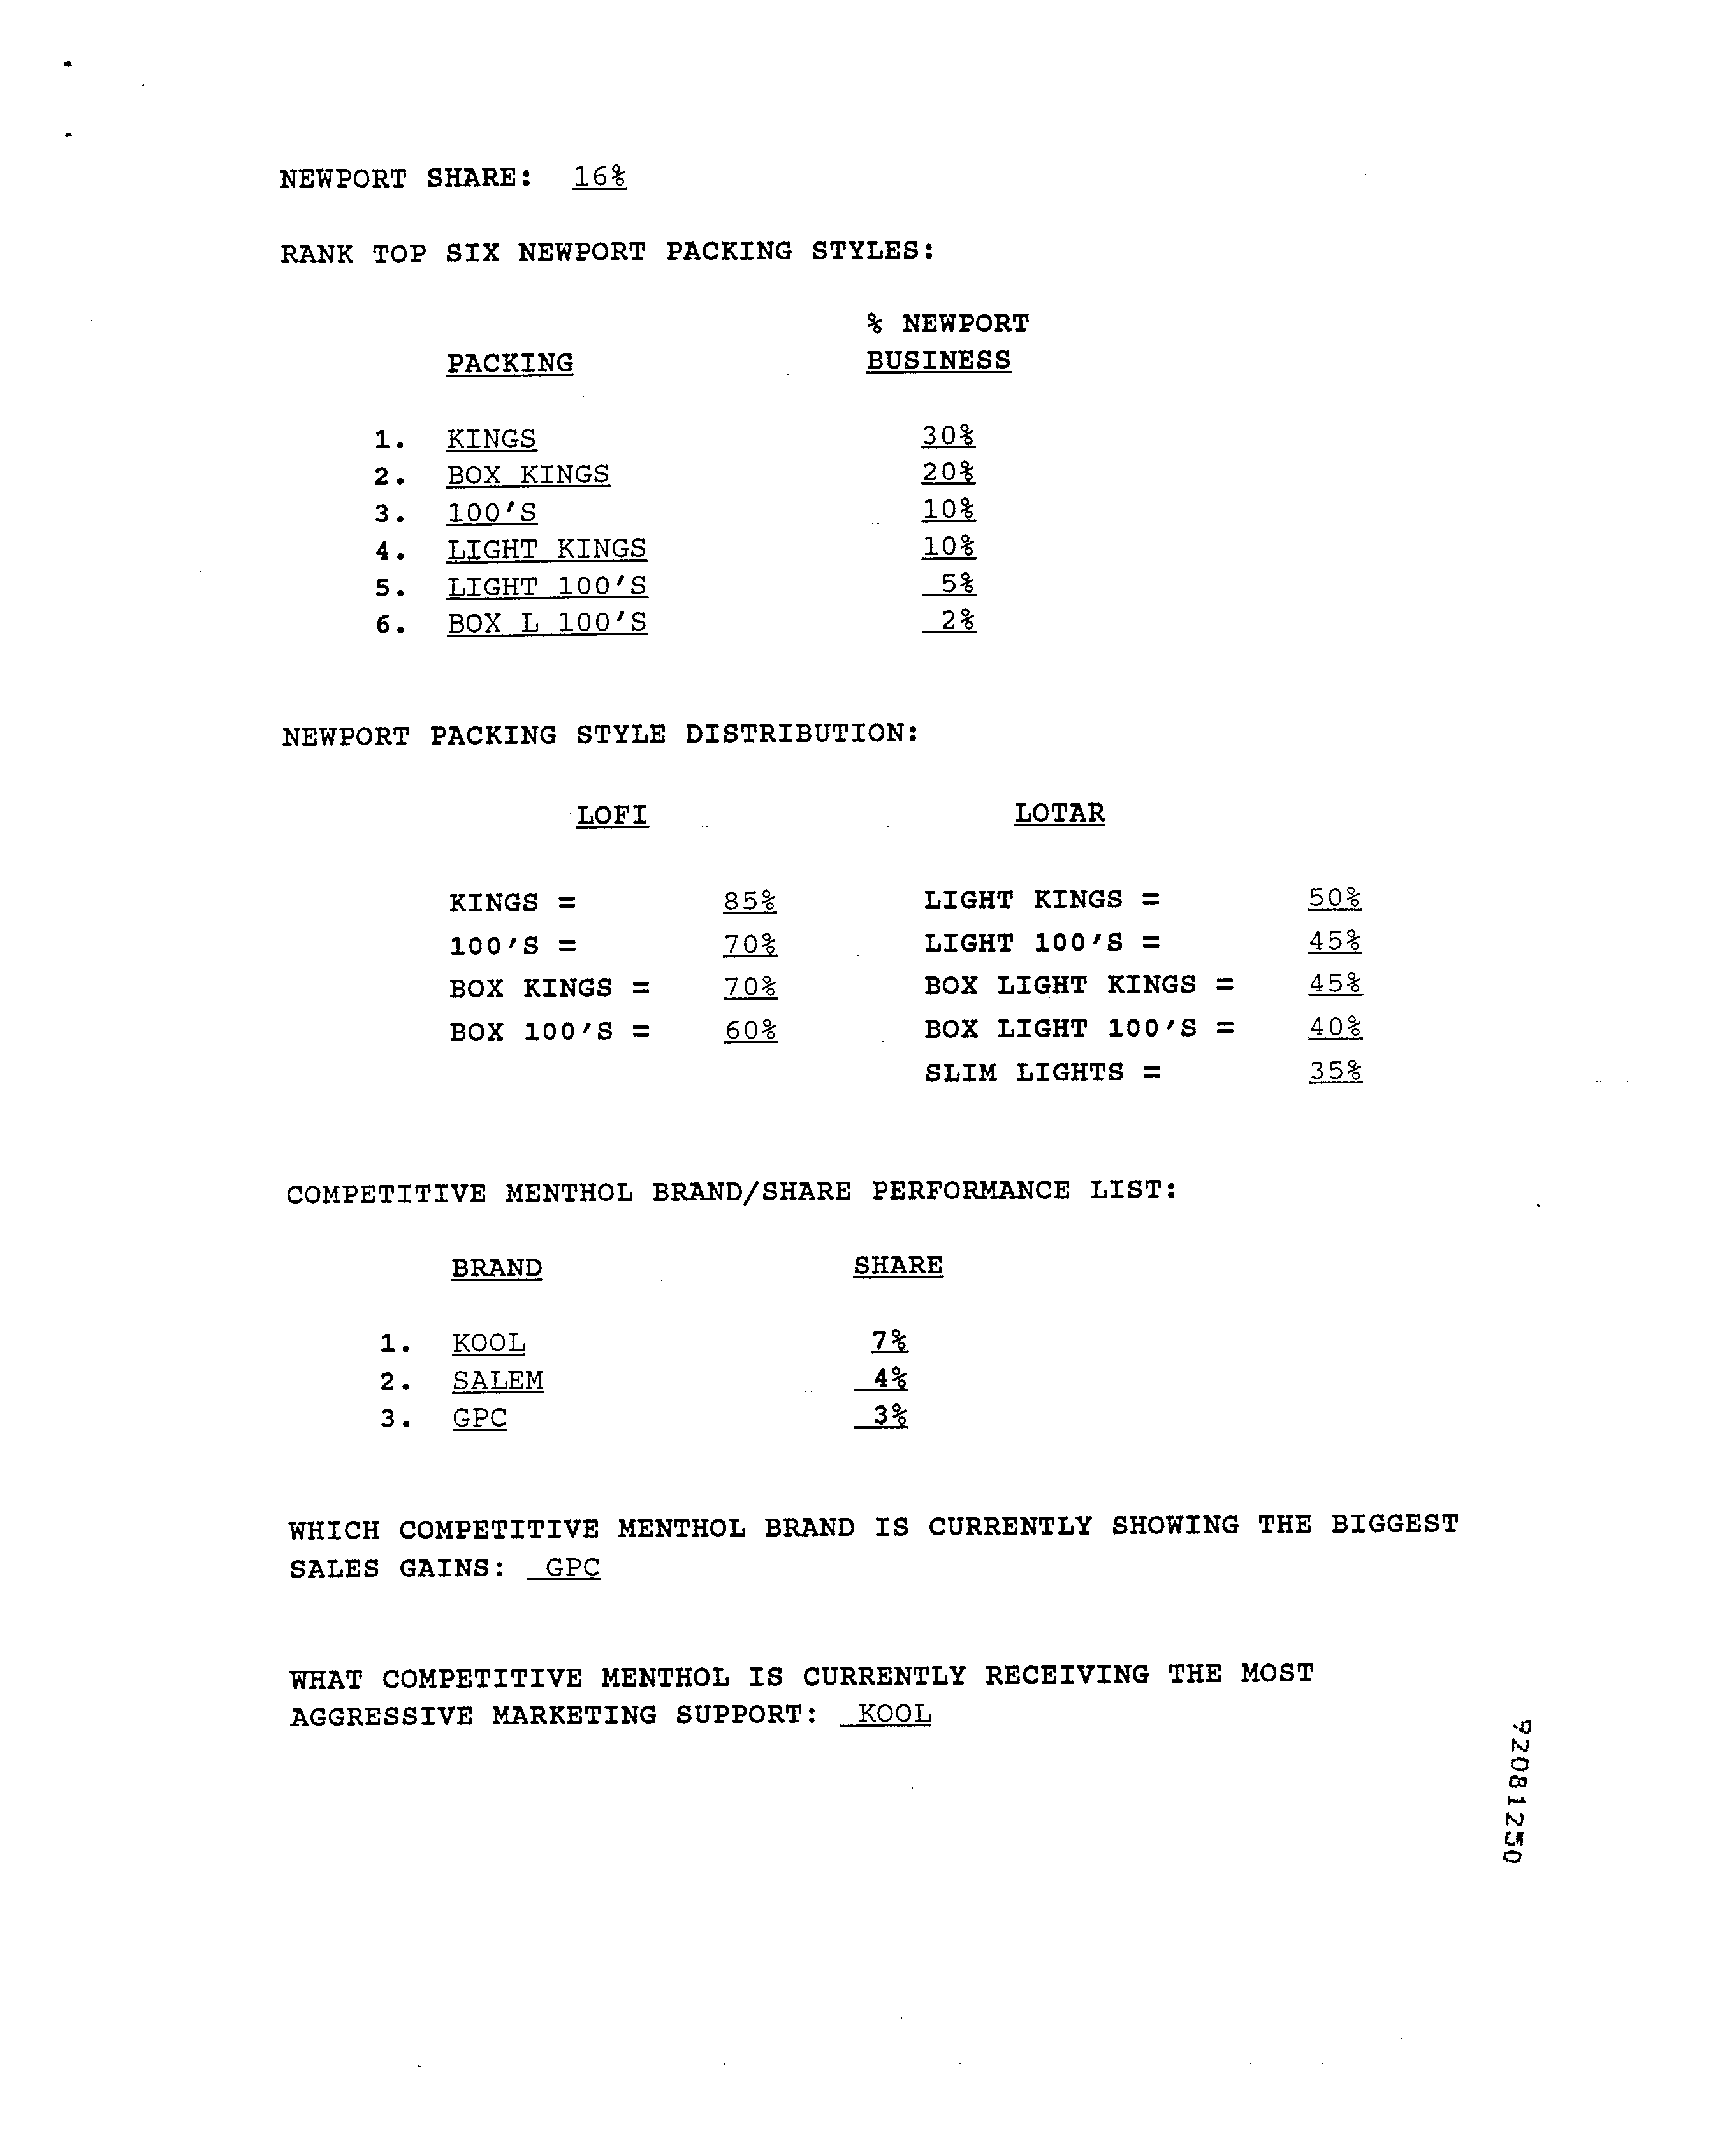 NEWPORT SHARE: 16%
RANK TOP SIX NEWPORT PACKING STYLES:
% NEWPORT
PACKING BUSINESS
1. KINGS 30%
2. BOX KINGS 20%
3. 100'S 10%
4. LIGHT KINGS 10%
5. LIGHT 100'S 5%
6. BOX L 100'S 2%
NEWPORT PACKING STYLE DISTRIBUTION:
LOFI LOTAR
KINGS = 85% LIGHT KINGS = 50%
100'S = 70% LIGHT 100'S = 45%
BOX KINGS = 70% BOX LIGHT KINGS = 45%
BOX 100'S = 60% BOX LIGHT 100'S = 40%
SLIM LIGHTS = 35%
COMPETITIVE MENTHOL BRAND/SHARE PERFORMANCE LIST:
BRAND SHARE
1. KOOL 7%
2. SALEM 4%
3. GPC 3%
WHICH COMPETITIVE MENTHOL BRAND IS CURRENTLY SHOWING THE BIGGEST
SALES GAINS: GPC
WHAT COMPETITIVE MENTHOL IS CURRENTLY RECEIVING THE MOST
AGGRESSIVE MARKETING SUPPORT: KOOL
92081250